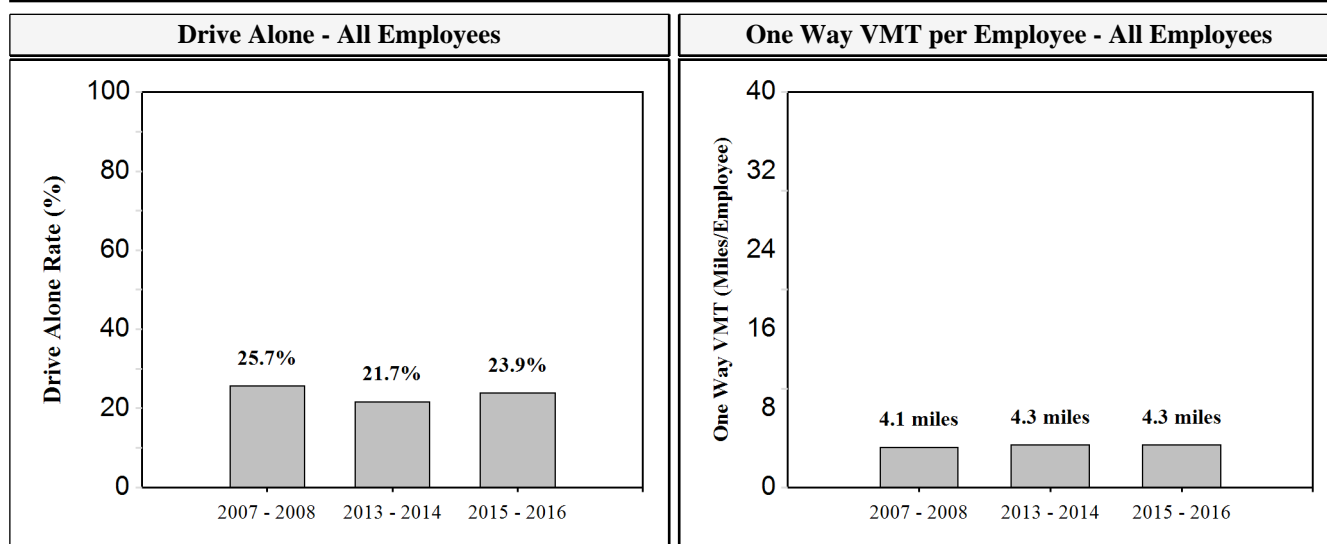 Drive Alone - All Employees
One Way VMT per Employee - All Employees
Drive Alone Rate (%)
100
80
60
40
20
0
25.7%
21.7%
23.9%
2007 - 2008
2013 - 2014
2015 - 2016
One Way VMT (Miles/Employee)
40
32
24
16
8
0
4.1 miles
4.3 miles
4.3 miles
2007 - 2008
2013 - 2014
2015 - 2016